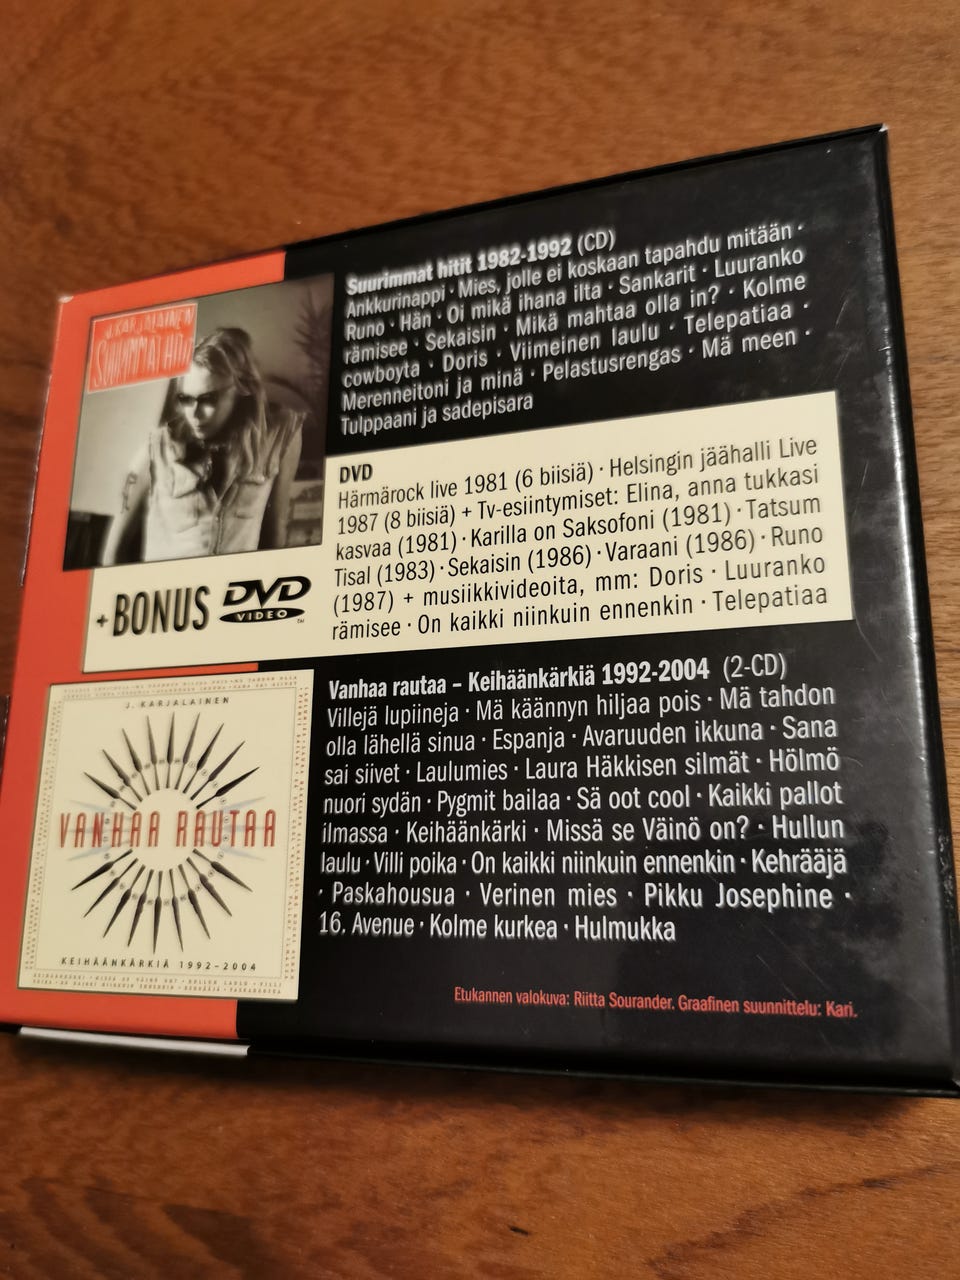 Suurimmat hitit 1982-1992 (CD)
Ankkurinappi · Mies, jolle ei koskaan tapahdu mitään ·
Runo · Hän · Oi mikä ihana ilta · Sankarit · Luuranko
rämisee · Sekaisin · Mikä mahtaa olla in? · Kolme
cowboyta · Doris · Viimeinen laulu · Telepatiaa ·
Merenneitoni ja minä · Pelastusrengas · Mä meen ·
Tulppaani ja sadepisara
J. KARJALAINEN
SUURIMMAT HITIT
DVD
Härmärock live 1981 (6 biisiä) · Helsingin jäähalli Live
1987 (8 biisiä) + Tv-esiintymiset: Elina, anna tukkasi
kasvaa (1981) · Karilla on Saksofoni (1981) · Tatsum
Tisal (1983) · Sekaisin (1986) · Varaani (1986) · Runo
(1987) + musiikkivideoita, mm: Doris · Luuranko
rämisee · On kaikki niinkuin ennenkin · Telepatiaa
+BONUS DVD
VIDEO™
Vanhaa rautaa – Keihäänkärkiä 1992-2004 (2-CD)
Villejä lupiineja · Mä käännyn hiljaa pois · Mä tahdon
olla lähellä sinua · Espanja · Avaruuden ikkuna · Sana
sai siivet · Laulumies · Laura Häkkisen silmät · Hölmö
nuori sydän · Pygmit bailaa · Sä oot cool · Kaikki pallot
ilmassa · Keihäänkärki · Missä se Väinö on? · Hullun
laulu · Villi poika · On kaikki niinkuin ennenkin · Kehrääjä
· Paskahousua · Verinen mies · Pikku Josephine ·
16. Avenue · Kolme kurkea · Hulmukka
J. KARJALAINEN
VANHAA RAUTAA
KEIHÄÄNKÄRKIÄ 1992–2004
Etukannen valokuva: Riitta Sourander. Graafinen suunnittelu: Kari.